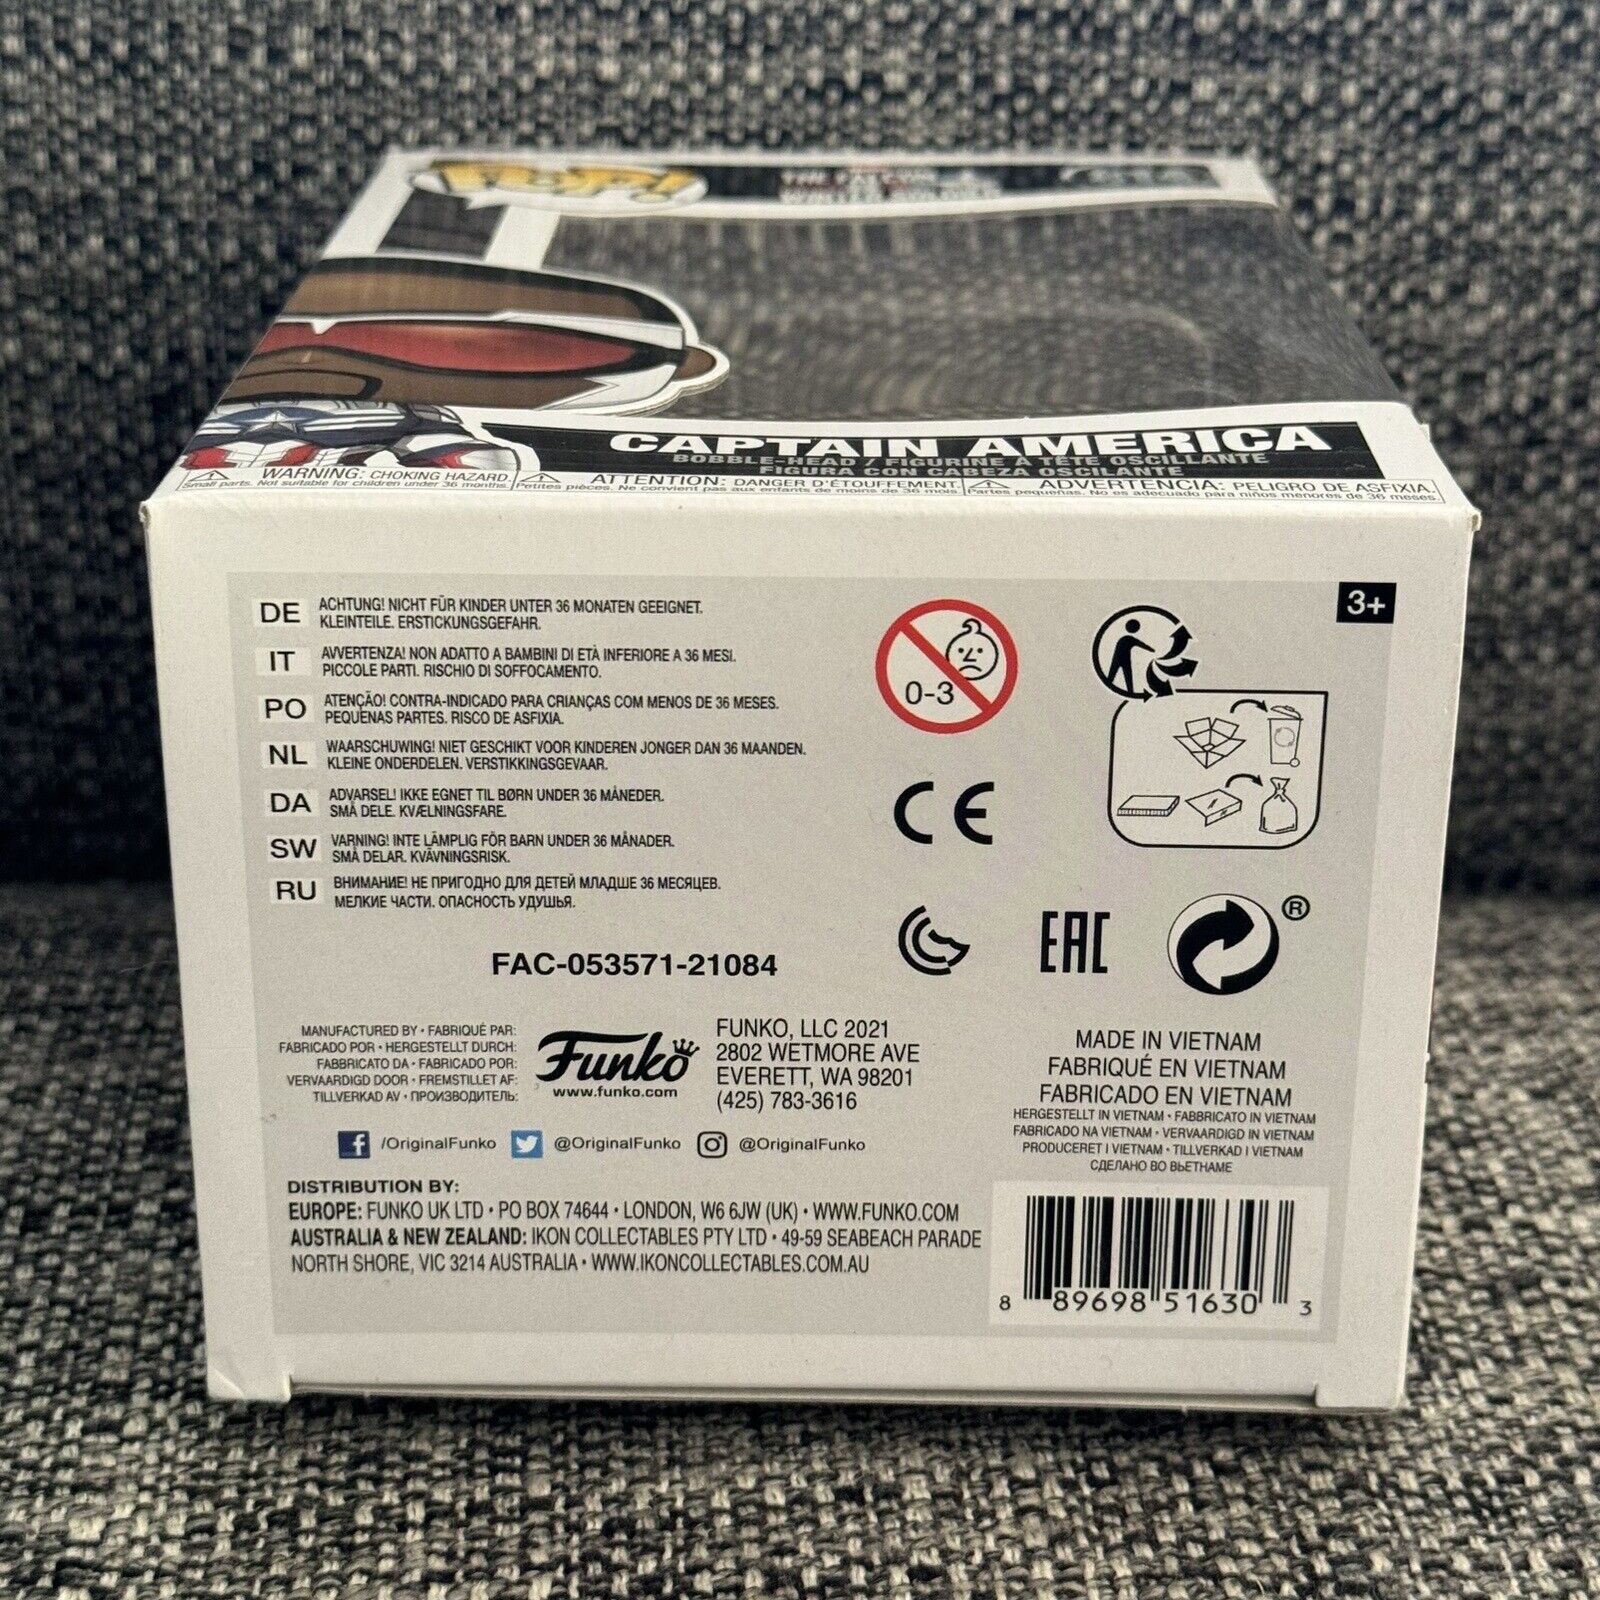 POP!
CAPTAIN AMERICA
BOBBLE-HEAD / FIGURINE À TÊTE OSCILLANTE
FIGURA CON CABEZA OSCILANTE
WARNING: CHOKING HAZARD.
Small parts. Not suitable for children under 36 months.
ATTENTION: DANGER D'ÉTOUFFEMENT.
Petites pièces. Ne convient pas aux enfants de moins de 36 mois.
ADVERTENCIA: PELIGRO DE ASFIXIA.
Partes pequeñas. No es adecuado para niños menores de 36 meses.
3+
DE ACHTUNG! NICHT FÜR KINDER UNTER 36 MONATEN GEEIGNET.
KLEINTEILE. ERSTICKUNGSGEFAHR.
IT AVVERTENZA! NON ADATTO A BAMBINI DI ETÀ INFERIORE A 36 MESI.
PICCOLE PARTI. RISCHIO DI SOFFOCAMENTO.
PO ATENÇÃO! CONTRA-INDICADO PARA CRIANÇAS COM MENOS DE 36 MESES.
PEQUENAS PARTES. RISCO DE ASFIXIA.
NL WAARSCHUWING! NIET GESCHIKT VOOR KINDEREN JONGER DAN 36 MAANDEN.
KLEINE ONDERDELEN. VERSTIKKINGSGEVAAR.
DA ADVARSEL! IKKE EGNET TIL BØRN UNDER 36 MÅNEDER.
SMÅ DELE. KVÆLNINGSFARE.
SW VARNING! INTE LÄMPLIG FÖR BARN UNDER 36 MÅNADER.
SMÅ DELAR. KVÄVNINGSRISK.
RU ВНИМАНИЕ! НЕ ПРИГОДНО ДЛЯ ДЕТЕЙ МЛАДШЕ 36 МЕСЯЦЕВ.
МЕЛКИЕ ЧАСТИ. ОПАСНОСТЬ УДУШЬЯ.
0-3
CE
EAC
®
FAC-053571-21084
MANUFACTURED BY • FABRIQUÉ PAR:
FABRICADO POR • HERGESTELLT DURCH:
FABBRICATO DA • FABRICADO POR:
VERVAARDIGD DOOR • FREMSTILLET AF:
TILLVERKAD AV • ПРОИЗВОДИТЕЛЬ:
Funko
www.funko.com
FUNKO, LLC 2021
2802 WETMORE AVE
EVERETT, WA 98201
(425) 783-3616
MADE IN VIETNAM
FABRIQUÉ EN VIETNAM
FABRICADO EN VIETNAM
HERGESTELLT IN VIETNAM • FABBRICATO IN VIETNAM
FABRICADO NA VIETNAM • VERVAARDIGD IN VIETNAM
PRODUCERET I VIETNAM • TILLVERKAD I VIETNAM
СДЕЛАНО ВО ВЬЕТНАМЕ
f /OriginalFunko @OriginalFunko @OriginalFunko
DISTRIBUTION BY:
EUROPE: FUNKO UK LTD • PO BOX 74644 • LONDON, W6 6JW (UK) • WWW.FUNKO.COM
AUSTRALIA & NEW ZEALAND: IKON COLLECTABLES PTY LTD • 49-59 SEABEACH PARADE
NORTH SHORE, VIC 3214 AUSTRALIA • WWW.IKONCOLLECTABLES.COM.AU
8 89698 51630 3